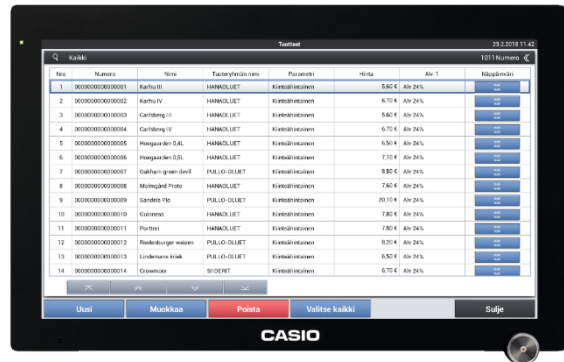 Tuotteet 23.2.2018 11.42
Kaikki 1011 Numero
Nro Numero Nimi Tuoteryhmän nimi Parametri Hinta Alv. 1 Näppäinväri
1 0000000000000001 Karhu III HANAOLUET Kiinteähintainen 5,60 € Alv 24%
2 0000000000000002 Karhu IV HANAOLUET Kiinteähintainen 6,70 € Alv 24%
3 0000000000000003 Carlsberg III HANAOLUET Kiinteähintainen 5,60 € Alv 24%
4 0000000000000004 Carlsberg IV HANAOLUET Kiinteähintainen 6,70 € Alv 24%
5 0000000000000005 Hoegaarden 0,4L HANAOLUET Kiinteähintainen 6,50 € Alv 24%
6 0000000000000006 Hoegaarden 0,5L HANAOLUET Kiinteähintainen 7,10 € Alv 24%
7 0000000000000007 Oakham green devil PULLO-OLUET Kiinteähintainen 8,80 € Alv 24%
8 0000000000000008 Malmgård Proto HANAOLUET Kiinteähintainen 7,60 € Alv 24%
9 0000000000000009 Sandels Plo PULLO-OLUET Kiinteähintainen 20,10 € Alv 24%
10 0000000000000010 Guinness HANAOLUET Kiinteähintainen 7,80 € Alv 24%
11 0000000000000011 Portteri HANAOLUET Kiinteähintainen 7,80 € Alv 24%
12 0000000000000012 Riedenburger weizen PULLO-OLUET Kiinteähintainen 8,20 € Alv 24%
13 0000000000000013 Lindemans kriek PULLO-OLUET Kiinteähintainen 6,50 € Alv 24%
14 0000000000000014 Crowmoor SIIDERIT Kiinteähintainen 6,70 € Alv 24%
Uusi Muokkaa Poista Valitse kaikki Sulje
CASIO